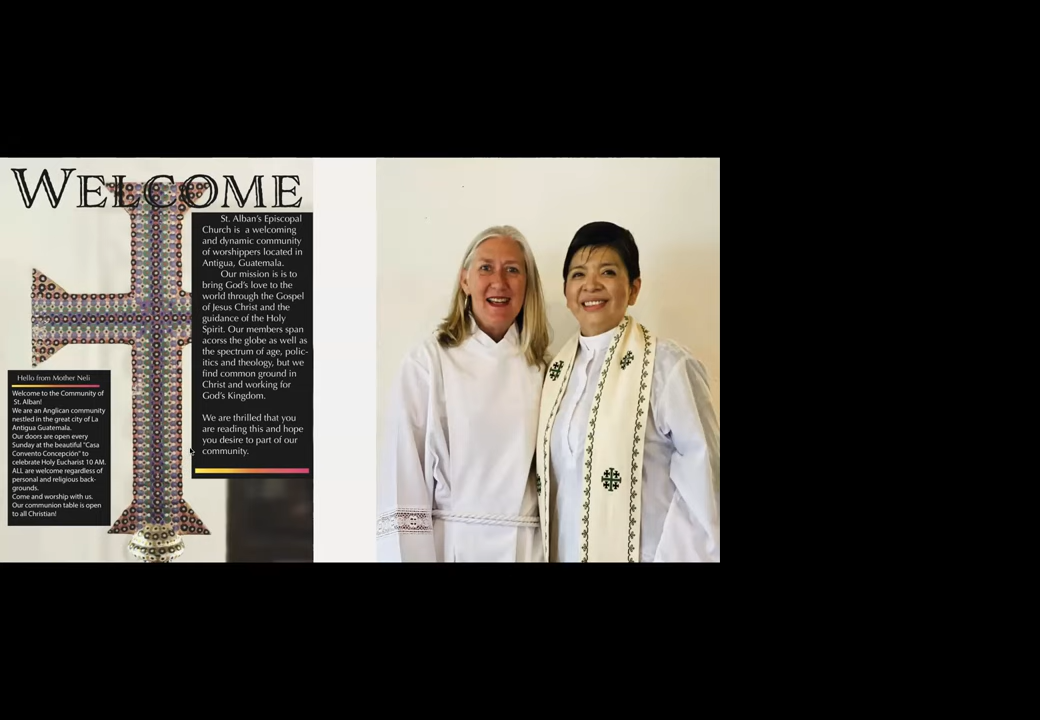 WELCOME
St. Alban's Episcopal
Church is a welcoming
and dynamic community
of worshippers located in
Antigua, Guatemala.
Our mission is is to
bring God's love to the
world through the Gospel
of Jesus Christ and the
guidance of the Holy
Spirit. Our members span
acorss the globe as well as
the spectrum of age, polic-
itics and theology, but we
find common ground in
Christ and working for
God's Kingdom.
We are thrilled that you
are reading this and hope
you desire to part of our
community.
Hello from Mother Neli
Welcome to the Community of
St. Alban!
We are an Anglican community
nestled in the great city of La
Antigua Guatemala.
Our doors are open every
Sunday at the beautiful "Casa
Convento Concepción" to
celebrate Holy Eucharist 10 AM.
ALL are welcome regardless of
personal and religious back-
grounds.
Come and worship with us.
Our communion table is open
to all Christian!